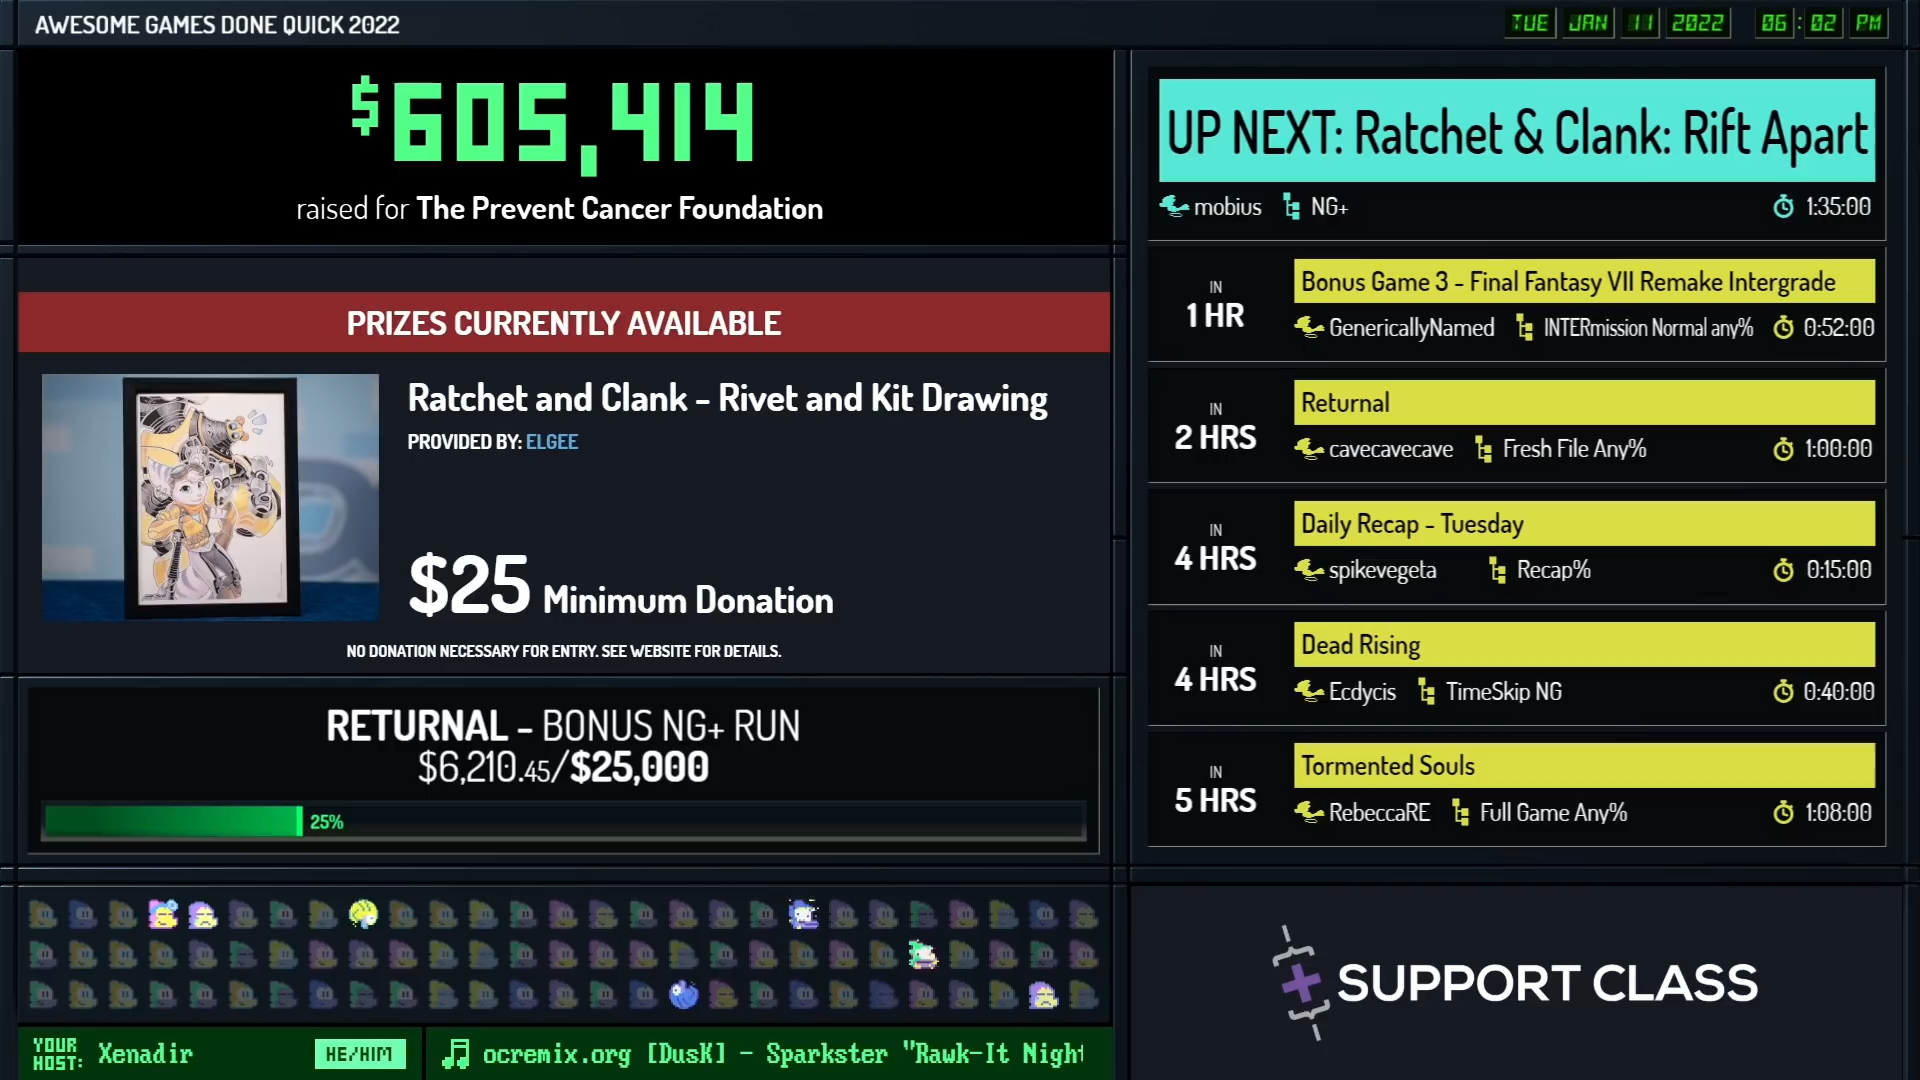 AWESOME GAMES DONE QUICK 2022
TUE JAN 11 2022 06:02 PM
$605,414
raised for The Prevent Cancer Foundation
PRIZES CURRENTLY AVAILABLE
Ratchet and Clank - Rivet and Kit Drawing
PROVIDED BY: ELGEE
$25 Minimum Donation
NO DONATION NECESSARY FOR ENTRY. SEE WEBSITE FOR DETAILS.
RETURNAL - BONUS NG+ RUN
$6,210.45/$25,000
25%
YOUR HOST: Xenadir HE/HIM
ocremix.org [DusK] - Sparkster "Rawk-It Night
UP NEXT: Ratchet & Clank: Rift Apart
mobius NG+ 1:35:00
IN 1 HR
Bonus Game 3 - Final Fantasy VII Remake Intergrade
GenericallyNamed INTERmission Normal any% 0:52:00
IN 2 HRS
Returnal
cavecavecave Fresh File Any% 1:00:00
IN 4 HRS
Daily Recap - Tuesday
spikevegeta Recap% 0:15:00
IN 4 HRS
Dead Rising
Ecdycis TimeSkip NG 0:40:00
IN 5 HRS
Tormented Souls
RebeccaRE Full Game Any% 1:08:00
SUPPORT CLASS